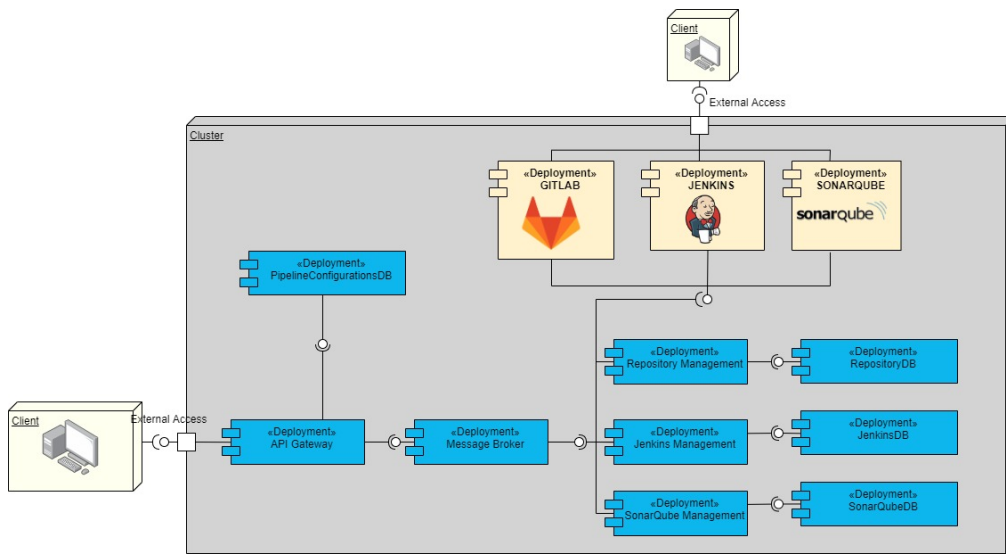 Client
External Access
Cluster
«Deployment»
GITLAB
«Deployment»
JENKINS
«Deployment»
SONARQUBE
sonarqube
«Deployment»
PipelineConfigurationsDB
«Deployment»
Repository Management
«Deployment»
RepositoryDB
Client
External Access
«Deployment»
API Gateway
«Deployment»
Message Broker
«Deployment»
Jenkins Management
«Deployment»
JenkinsDB
«Deployment»
SonarQube Management
«Deployment»
SonarQubeDB